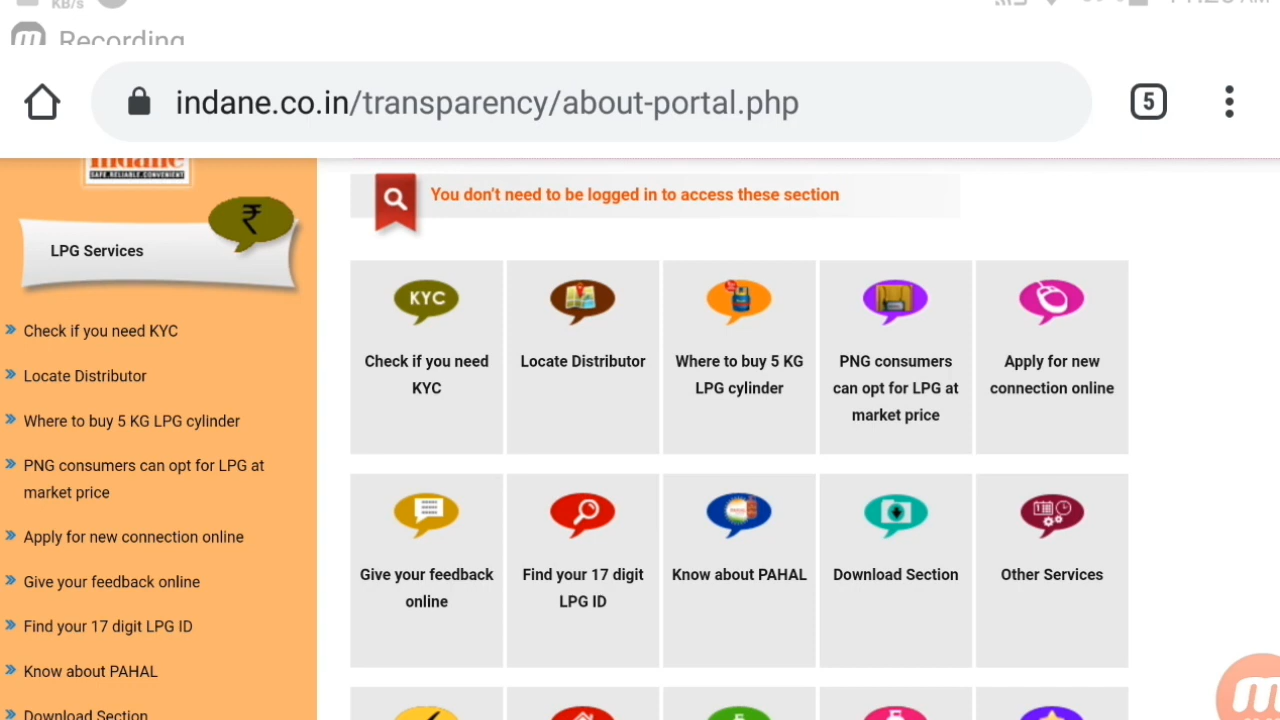 KB/s
Recording
indane.co.in/transparency/about-portal.php
5
indane
SAFE.RELIABLE.CONVENIENT
You don't need to be logged in to access these section
₹
LPG Services
Check if you need KYC
Locate Distributor
Where to buy 5 KG LPG cylinder
PNG consumers can opt for LPG at
market price
Apply for new connection online
Give your feedback online
Find your 17 digit LPG ID
Know about PAHAL
Download Section
KYC
Check if you need
KYC
Locate Distributor
Where to buy 5 KG
LPG cylinder
PNG consumers
can opt for LPG at
market price
Apply for new
connection online
Give your feedback
online
Find your 17 digit
LPG ID
Know about PAHAL
Download Section
Other Services